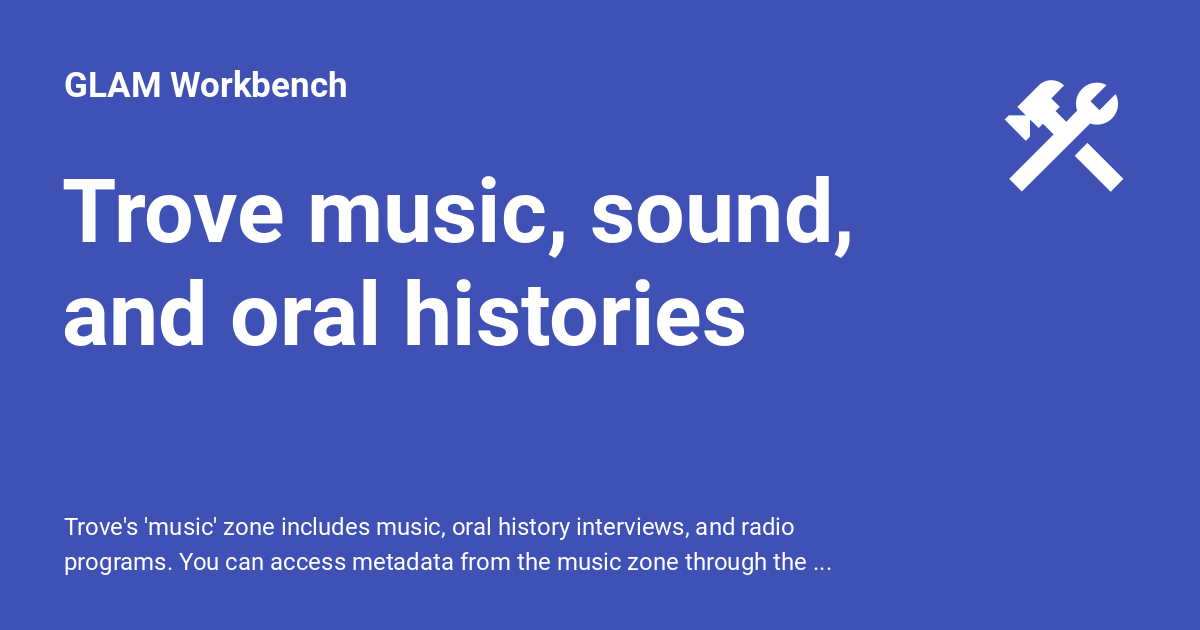 GLAM Workbench
Trove music, sound,
and oral histories
Trove's 'music' zone includes music, oral history interviews, and radio
programs. You can access metadata from the music zone through the ...